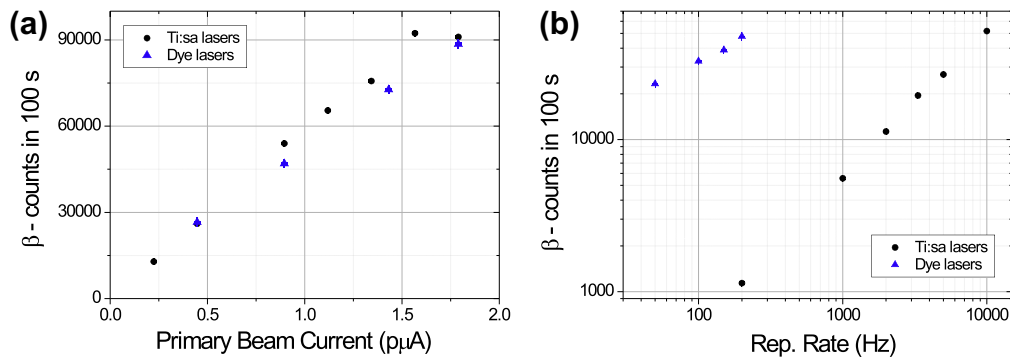 (a)
Ti:sa lasers
Dye lasers
90000
60000
30000
0
β - counts in 100 s
0.0 0.5 1.0 1.5 2.0
Primary Beam Current (pμA)
(b)
10000
1000
β - counts in 100 s
Ti:sa lasers
Dye lasers
100 1000 10000
Rep. Rate (Hz)